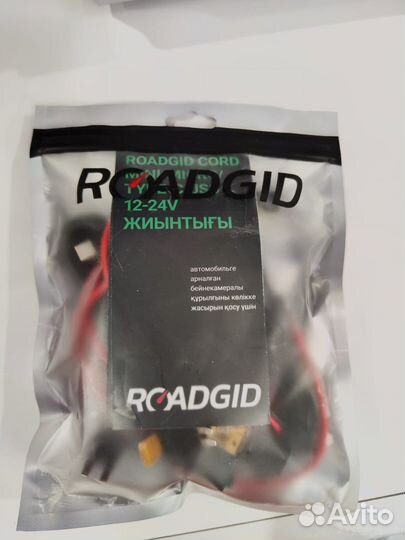 ROADGID CORD
ROADGID
12-24V
ЖИЫНТЫҒЫ
автомобильге
арналған
бейнекамералы
құрылғыны көлікке
жасырын қосу үшін
ROADGID
Avito